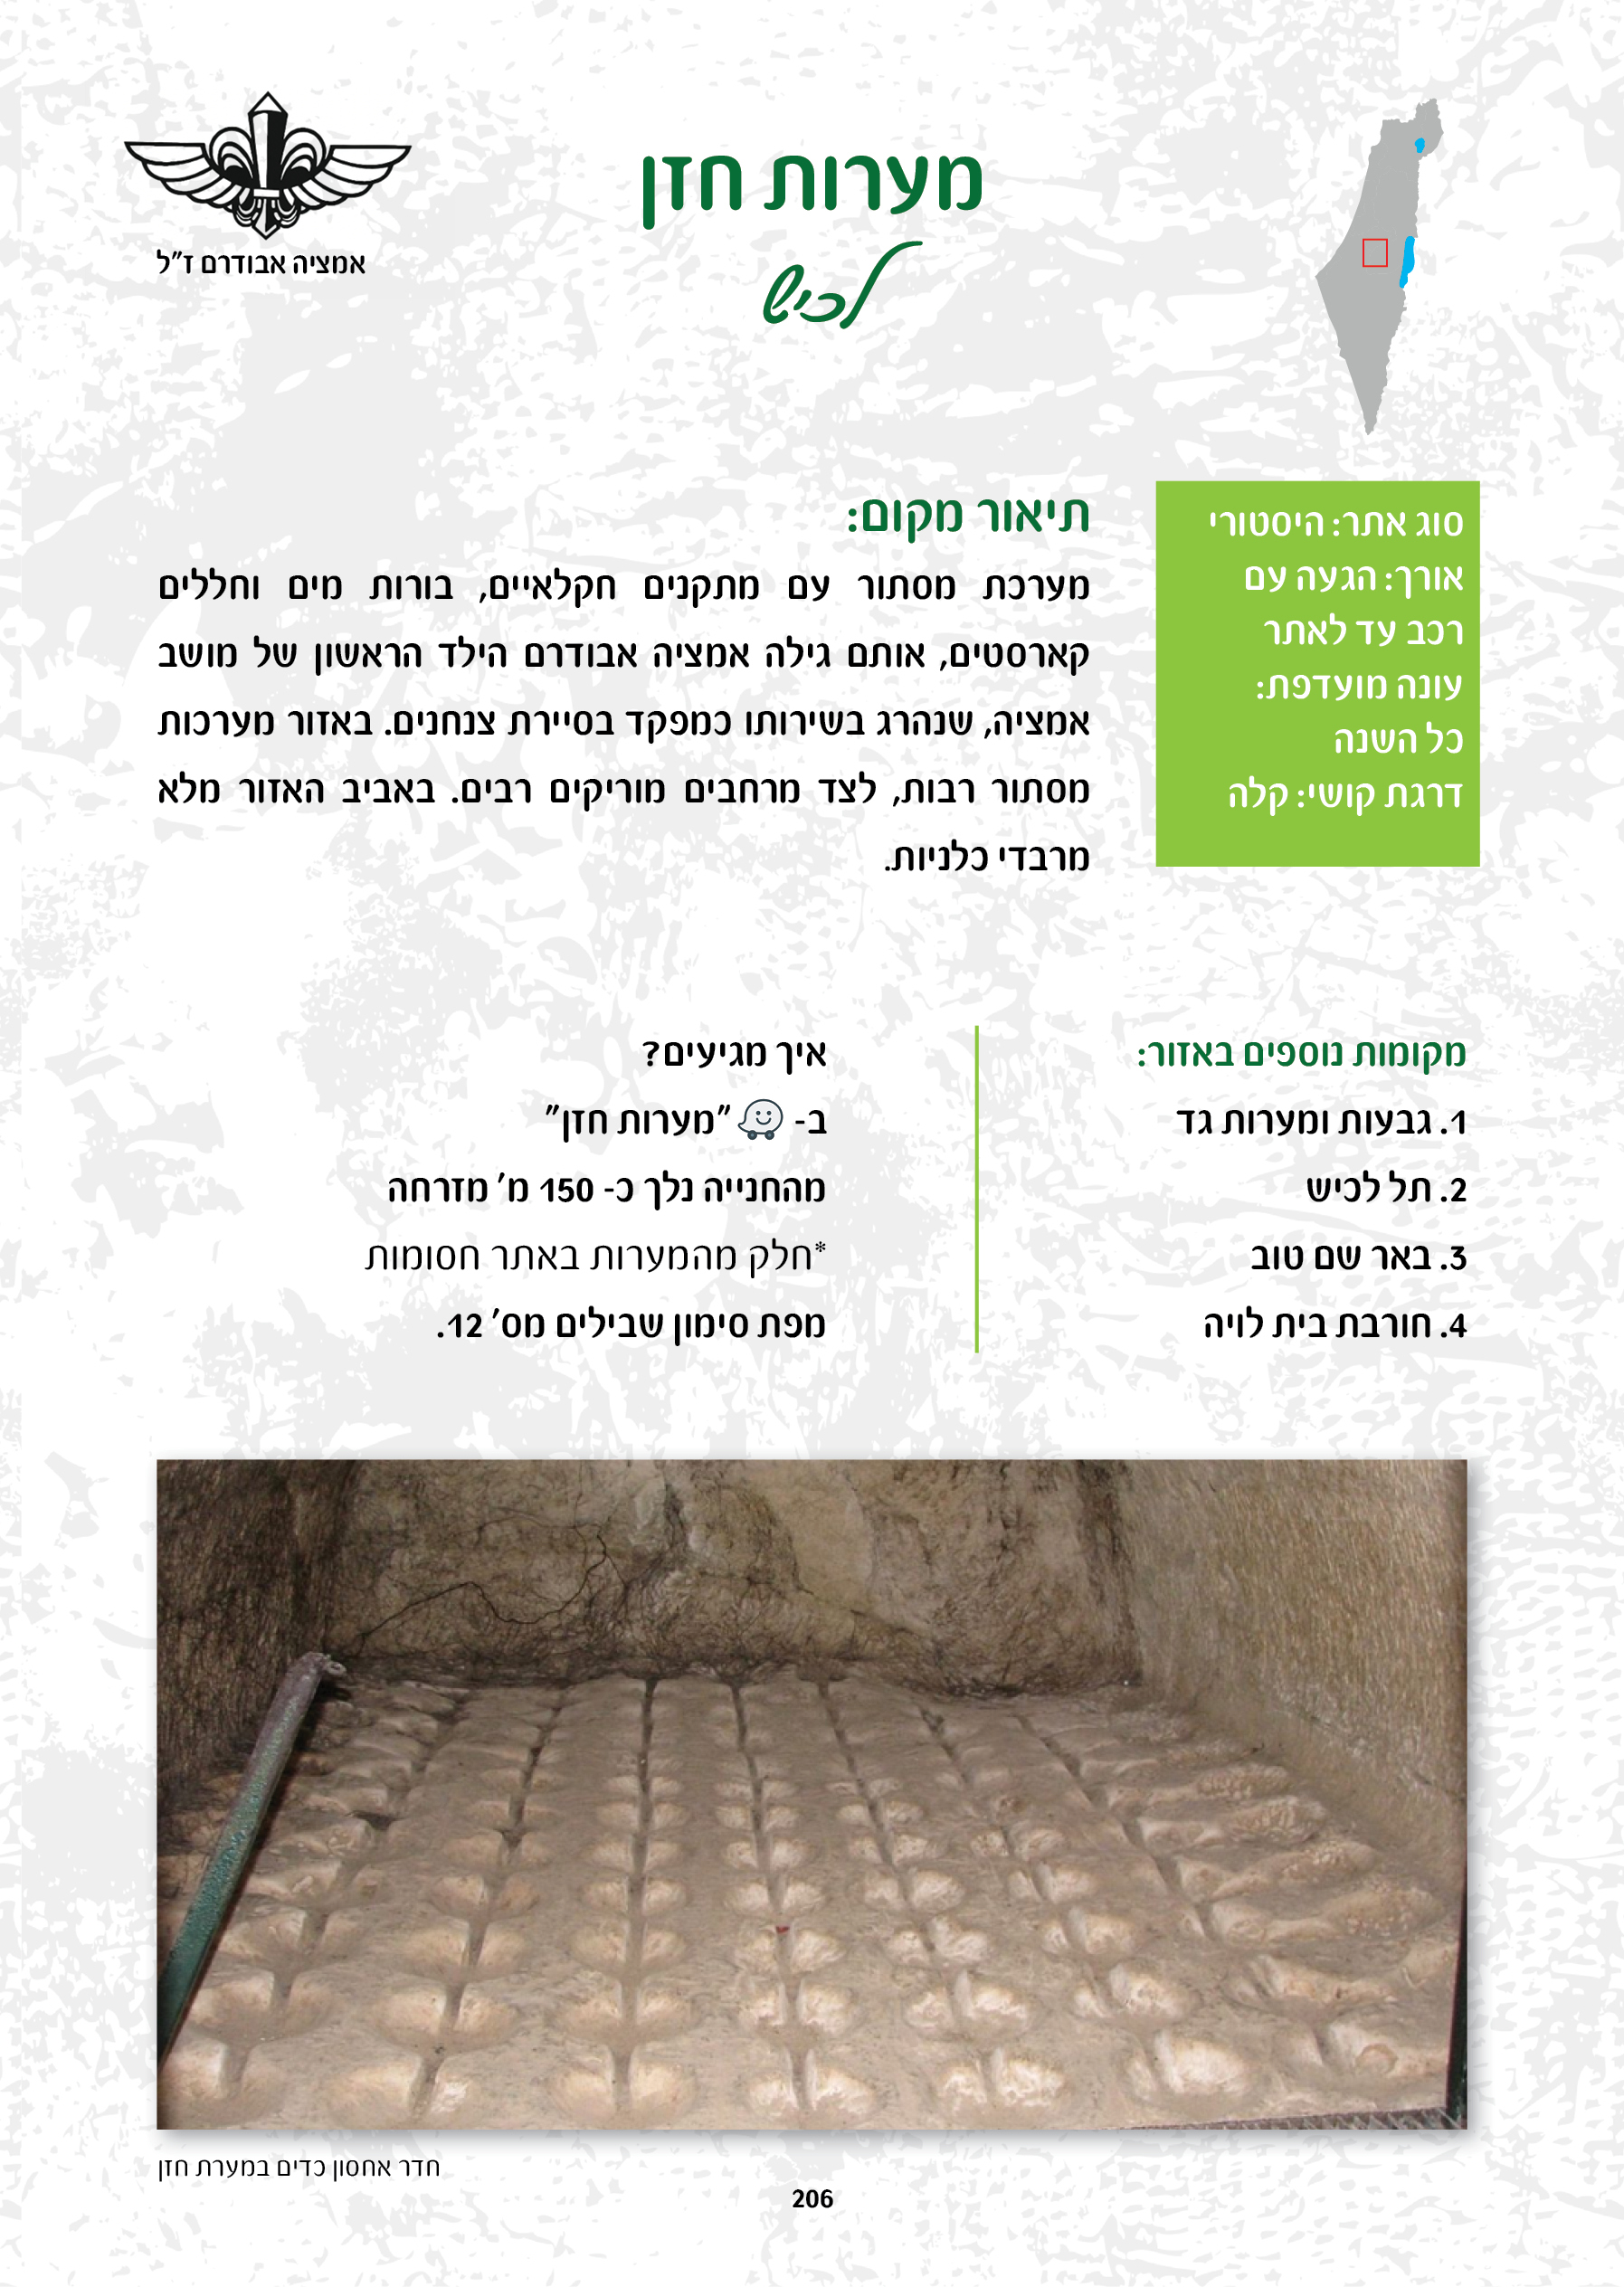 מערות חזן
לכיש
אמציה אבודרם ז"ל
סוג אתר: היסטורי
אורך: הגעה עם
רכב עד לאתר
עונה מועדפת:
כל השנה
דרגת קושי: קלה
תיאור מקום:
מערכת מסתור עם מתקנים חקלאיים, בורות מים וחללים
קארסטים, אותם גילה אמציה אבודרם הילד הראשון של מושב
אמציה, שנהרג בשירותו כמפקד בסיירת צנחנים. באזור מערכות
מסתור רבות, לצד מרחבים מוריקים רבים. באביב האזור מלא
מרבדי כלניות.
מקומות נוספים באזור:
1. גבעות ומערות גד
2. תל לכיש
3. באר שם טוב
4. חורבת בית לויה
איך מגיעים?
ב- "מערות חזן"
מהחנייה נלך כ- 150 מ' מזרחה
*חלק מהמערות באתר חסומות
מפת סימון שבילים מס' 12.
חדר אחסון כדים במערת חזן
206